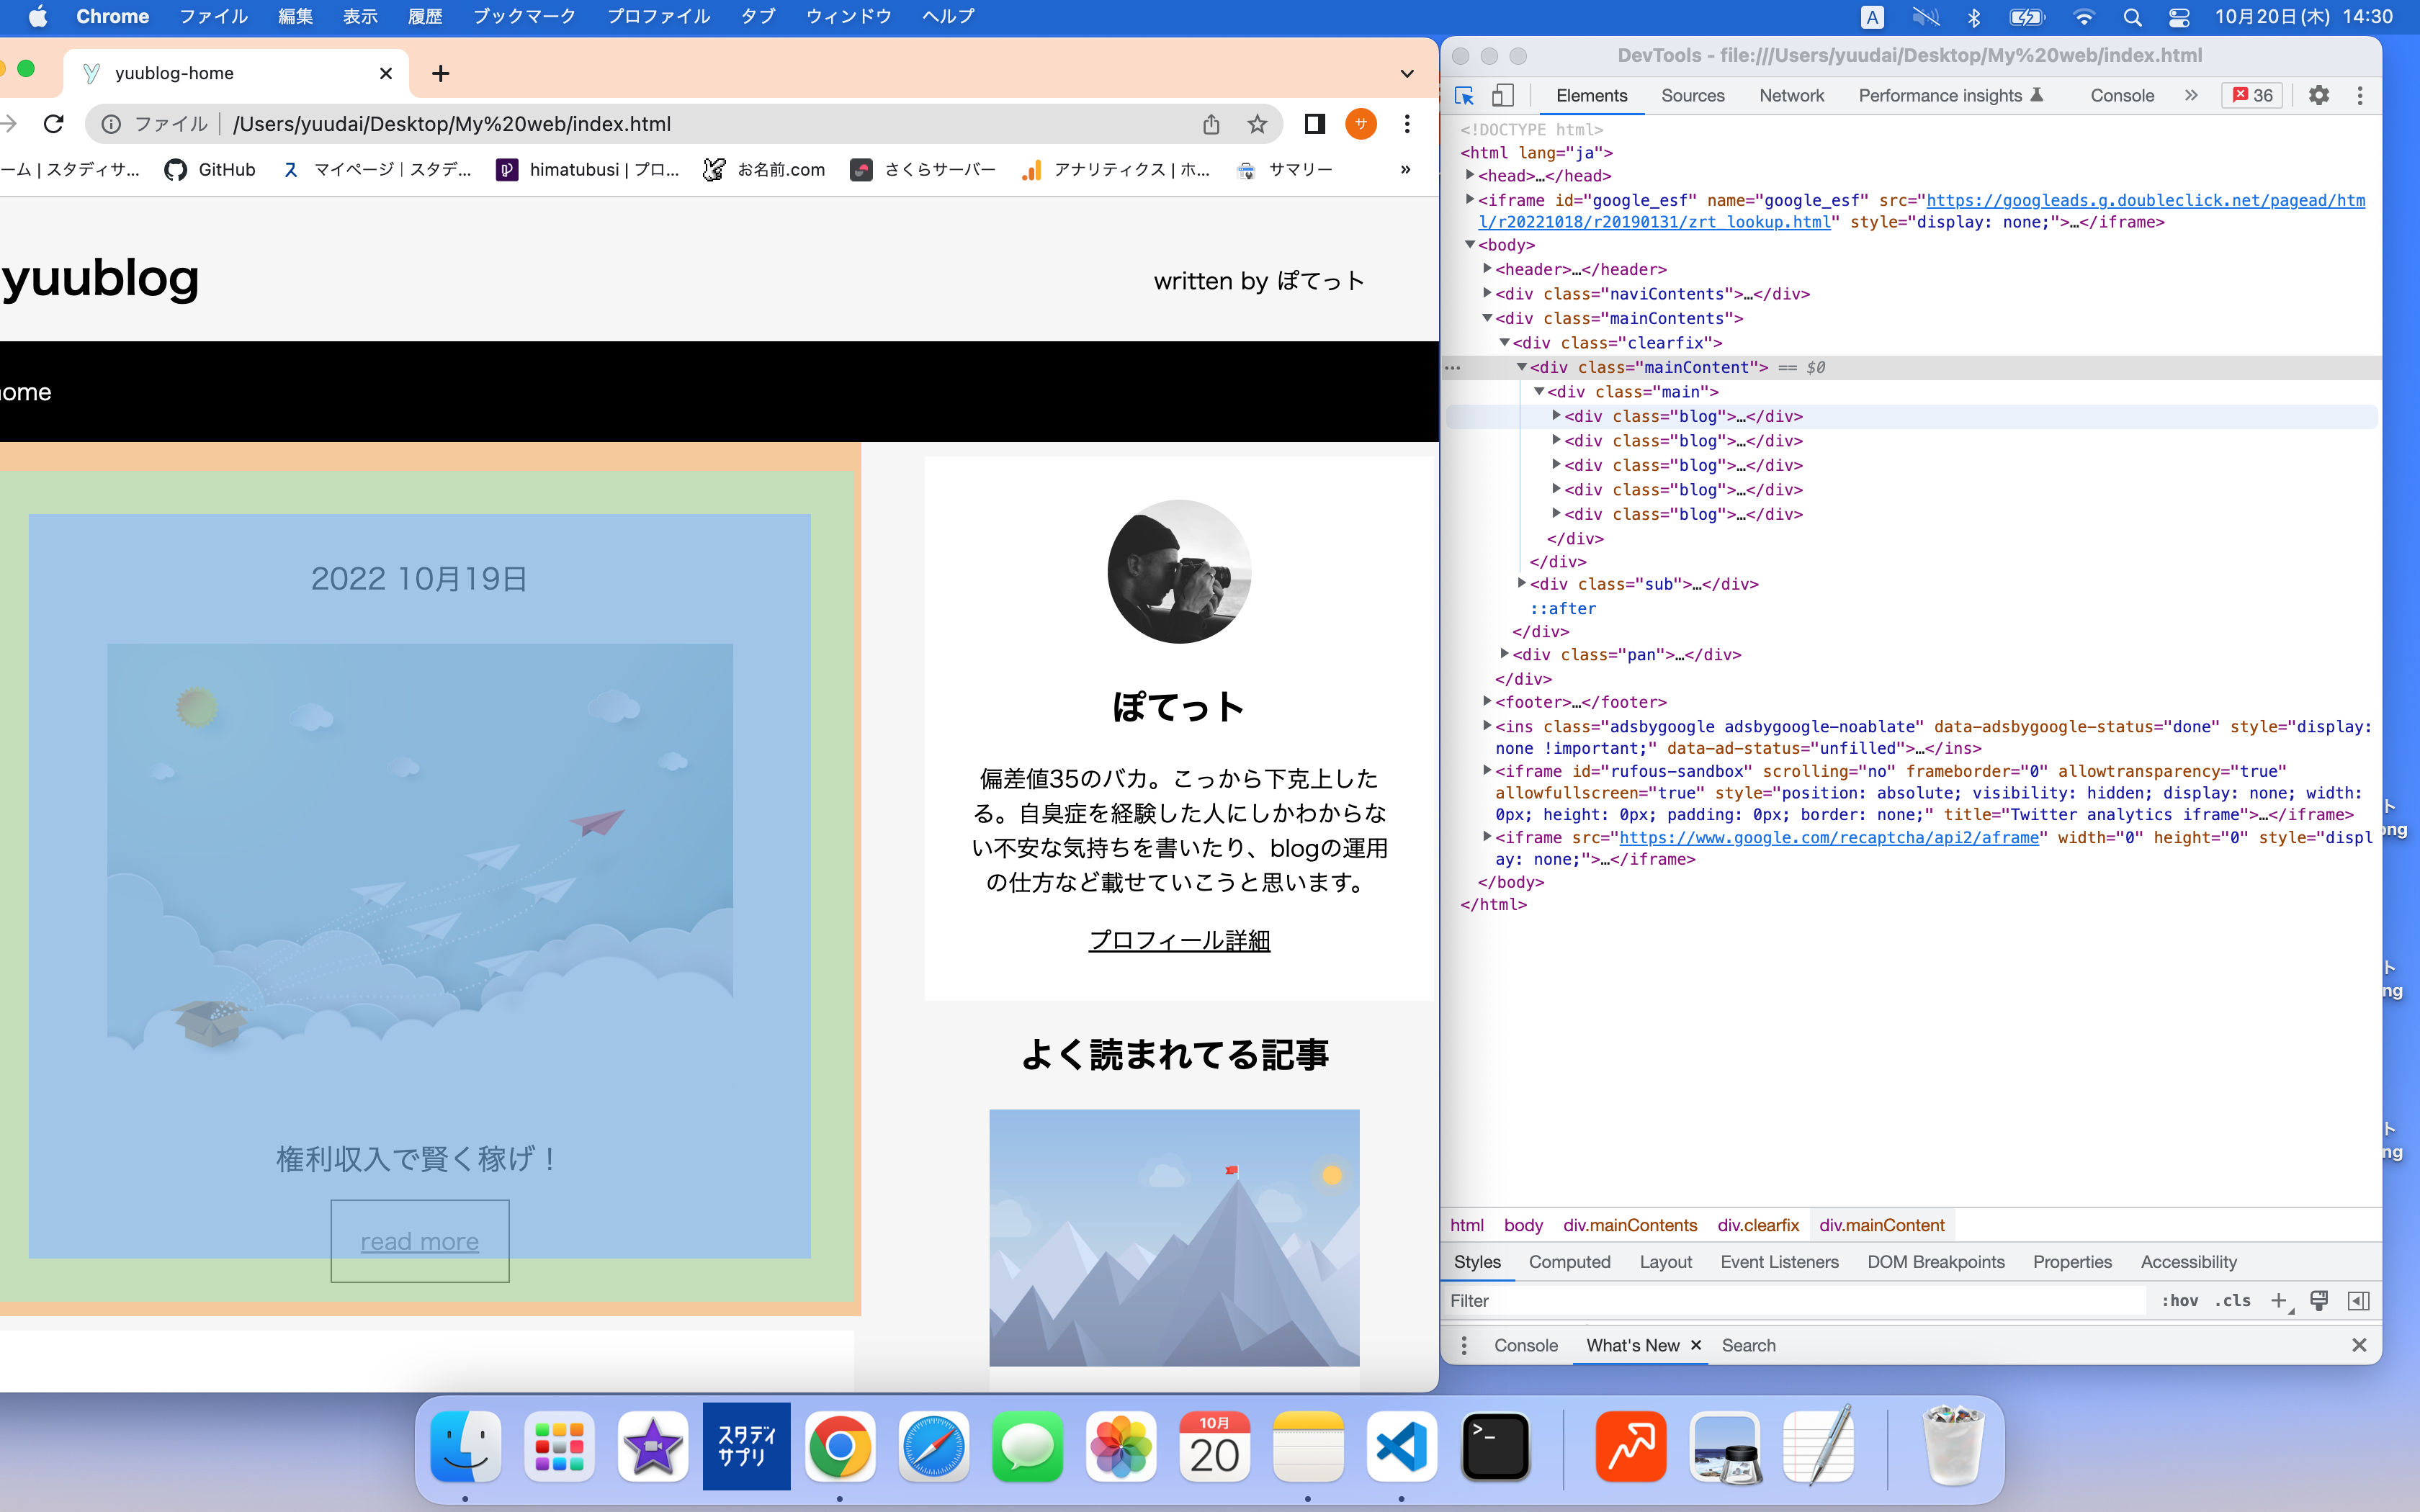 Chrome ファイル 編集 表示 履歴 ブックマーク プロファイル タブ ウィンドウ ヘルプ
A 10月20日(木) 14:30
yuublog-home
ファイル /Users/yuudai/Desktop/My%20web/index.html
サ
ーム | スタディサ... GitHub マイページ | スタデ... himatubusi | プロ... お名前.com さくらサーバー アナリティクス | ホ... サマリー »
yuublog
written by ぽてっト
ome
2022 10月19日
権利収入で賢く稼げ！
read more
ぽてっト
偏差値35のバカ。こっから下克上した
る。自臭症を経験した人にしかわからな
い不安な気持ちを書いたり、blogの運用
の仕方など載せていこうと思います。
プロフィール詳細
よく読まれてる記事
DevTools - file:///Users/yuudai/Desktop/My%20web/index.html
Elements Sources Network Performance insights Console » 36
<!DOCTYPE html>
<html lang="ja">
<head>…</head>
<iframe id="google_esf" name="google_esf" src="https://googleads.g.doubleclick.net/pagead/htm
l/r20221018/r20190131/zrt_lookup.html" style="display: none;">…</iframe>
<body>
<header>…</header>
<div class="naviContents">…</div>
<div class="mainContents">
<div class="clearfix">
<div class="mainContent"> == $0
<div class="main">
<div class="blog">…</div>
<div class="blog">…</div>
<div class="blog">…</div>
<div class="blog">…</div>
<div class="blog">…</div>
</div>
</div>
<div class="sub">…</div>
::after
</div>
<div class="pan">…</div>
</div>
<footer>…</footer>
<ins class="adsbygoogle adsbygoogle-noablate" data-adsbygoogle-status="done" style="display:
none !important;" data-ad-status="unfilled">…</ins>
<iframe id="rufous-sandbox" scrolling="no" frameborder="0" allowtransparency="true"
allowfullscreen="true" style="position: absolute; visibility: hidden; display: none; width:
0px; height: 0px; padding: 0px; border: none;" title="Twitter analytics iframe">…</iframe>
<iframe src="https://www.google.com/recaptcha/api2/aframe" width="0" height="0" style="displ
ay: none;">…</iframe>
</body>
</html>
html body div.mainContents div.clearfix div.mainContent
Styles Computed Layout Event Listeners DOM Breakpoints Properties Accessibility
Filter :hov .cls
Console What's New Search
ト
ong
ト
ng
ト
ng
スタディ
サプリ
10月
20
>_